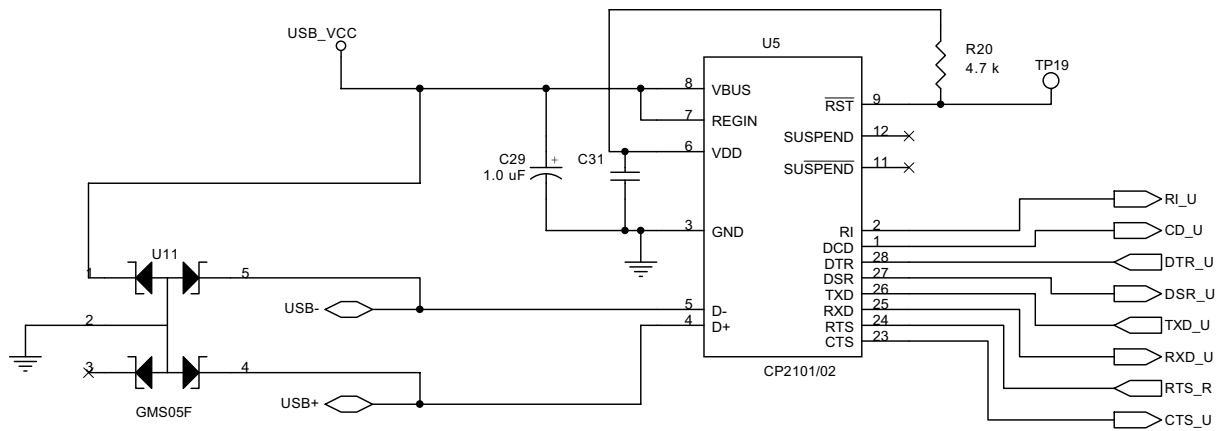 USB_VCC
U5
R20
4.7 k
TP19
8
VBUS
RST
9
7
REGIN
SUSPEND
12
6
VDD
C29
+
1.0 uF
C31
SUSPEND
11
3
GND
RI
2
RI_U
DCD
1
CD_U
U11
DTR
28
DTR_U
1
5
DSR
27
DSR_U
USB-
5
D-
TXD
26
TXD_U
2
4
D+
RXD
25
RXD_U
RTS
24
RTS_R
CTS
23
CTS_U
3
4
CP2101/02
GMS05F
USB+